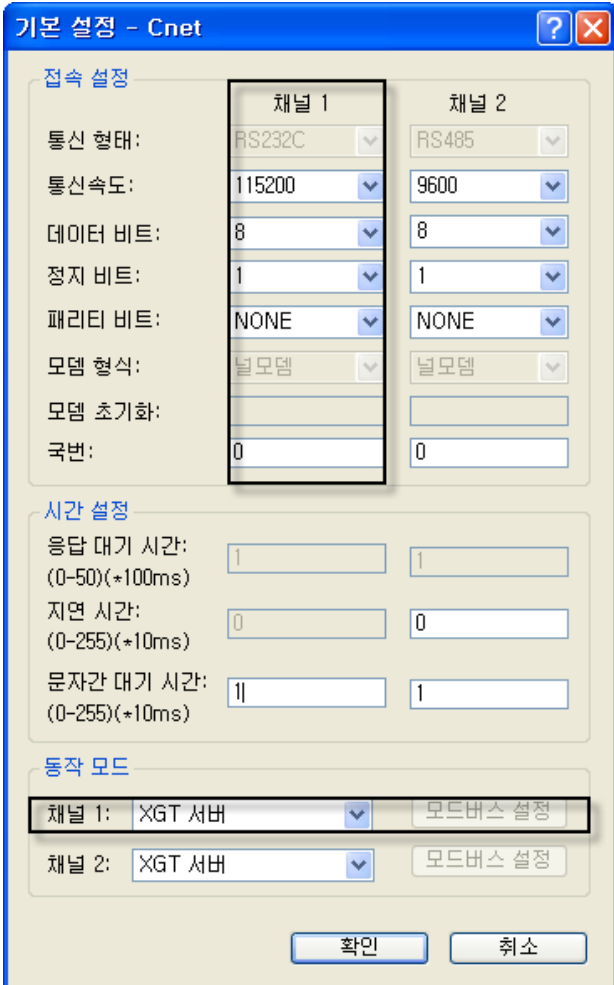 기본 설정 - Cnet
접속 설정
채널 1 채널 2
통신 형태: RS232C RS485
통신속도: 115200 9600
데이터 비트: 8 8
정지 비트: 1 1
패리티 비트: NONE NONE
모뎀 형식: 널모뎀 널모뎀
모뎀 초기화:
국번: 0 0
시간 설정
응답 대기 시간: 1 1
(0-50)(*100ms)
지연 시간: 0 0
(0-255)(*10ms)
문자간 대기 시간: 1 1
(0-255)(*10ms)
동작 모드
채널 1: XGT 서버 모드버스 설정
채널 2: XGT 서버 모드버스 설정
확인 취소